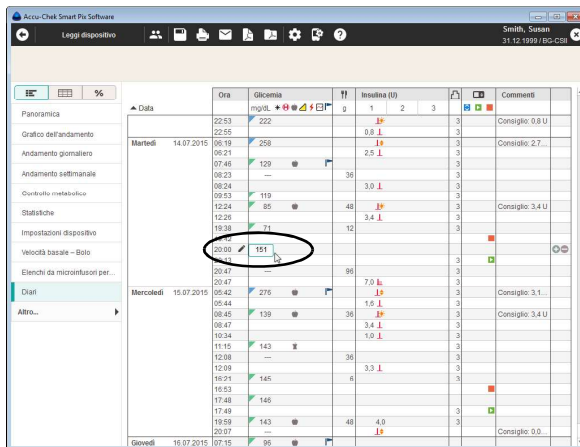 Accu-Chek Smart Pix Software
Leggi dispositivo
Smith, Susan
31.12.1999 / BG-CSII
%
Panoramica
Grafico dell'andamento
Andamento giornaliero
Andamento settimanale
Controllo metabolico
Statistiche
Impostazioni dispositivo
Velocità basale – Bolo
Elenchi da microinfusori per...
Diari
Altro...
Ora Glicemia Insulina (U) Commenti
Data mg/dL g 1 2 3
22:53 222 3 Consiglio: 0,8 U
22:55 0,8 3
Martedì 14.07.2015 06:19 258 3 Consiglio: 2.7...
06:21 2,5 3
07:46 129 3
08:23 --- 36 3
08:24 3,0 3
09:53 119 3
12:24 85 48 3 Consiglio: 3,4 U
12:26 3,4 3
19:38 71 12 3
19:42
20:00 151
20:13 3
20:47 --- 96 3
20:47 7,0 3
Mercoledì 15.07.2015 05:42 276 3 Consiglio: 3,1...
05:44 1,6 3
08:45 139 36 3 Consiglio: 3,4 U
08:47 3,4 3
10:34 1,0 3
11:15 143 3
12:08 --- 36 3
12:09 3,3 3
16:21 145 6 3
16:53
17:48 146
17:49 3
19:59 143 48 4,0 3
20:07 --- Consiglio: 0,0...
Giovedì 16.07.2015 07:15 96 3